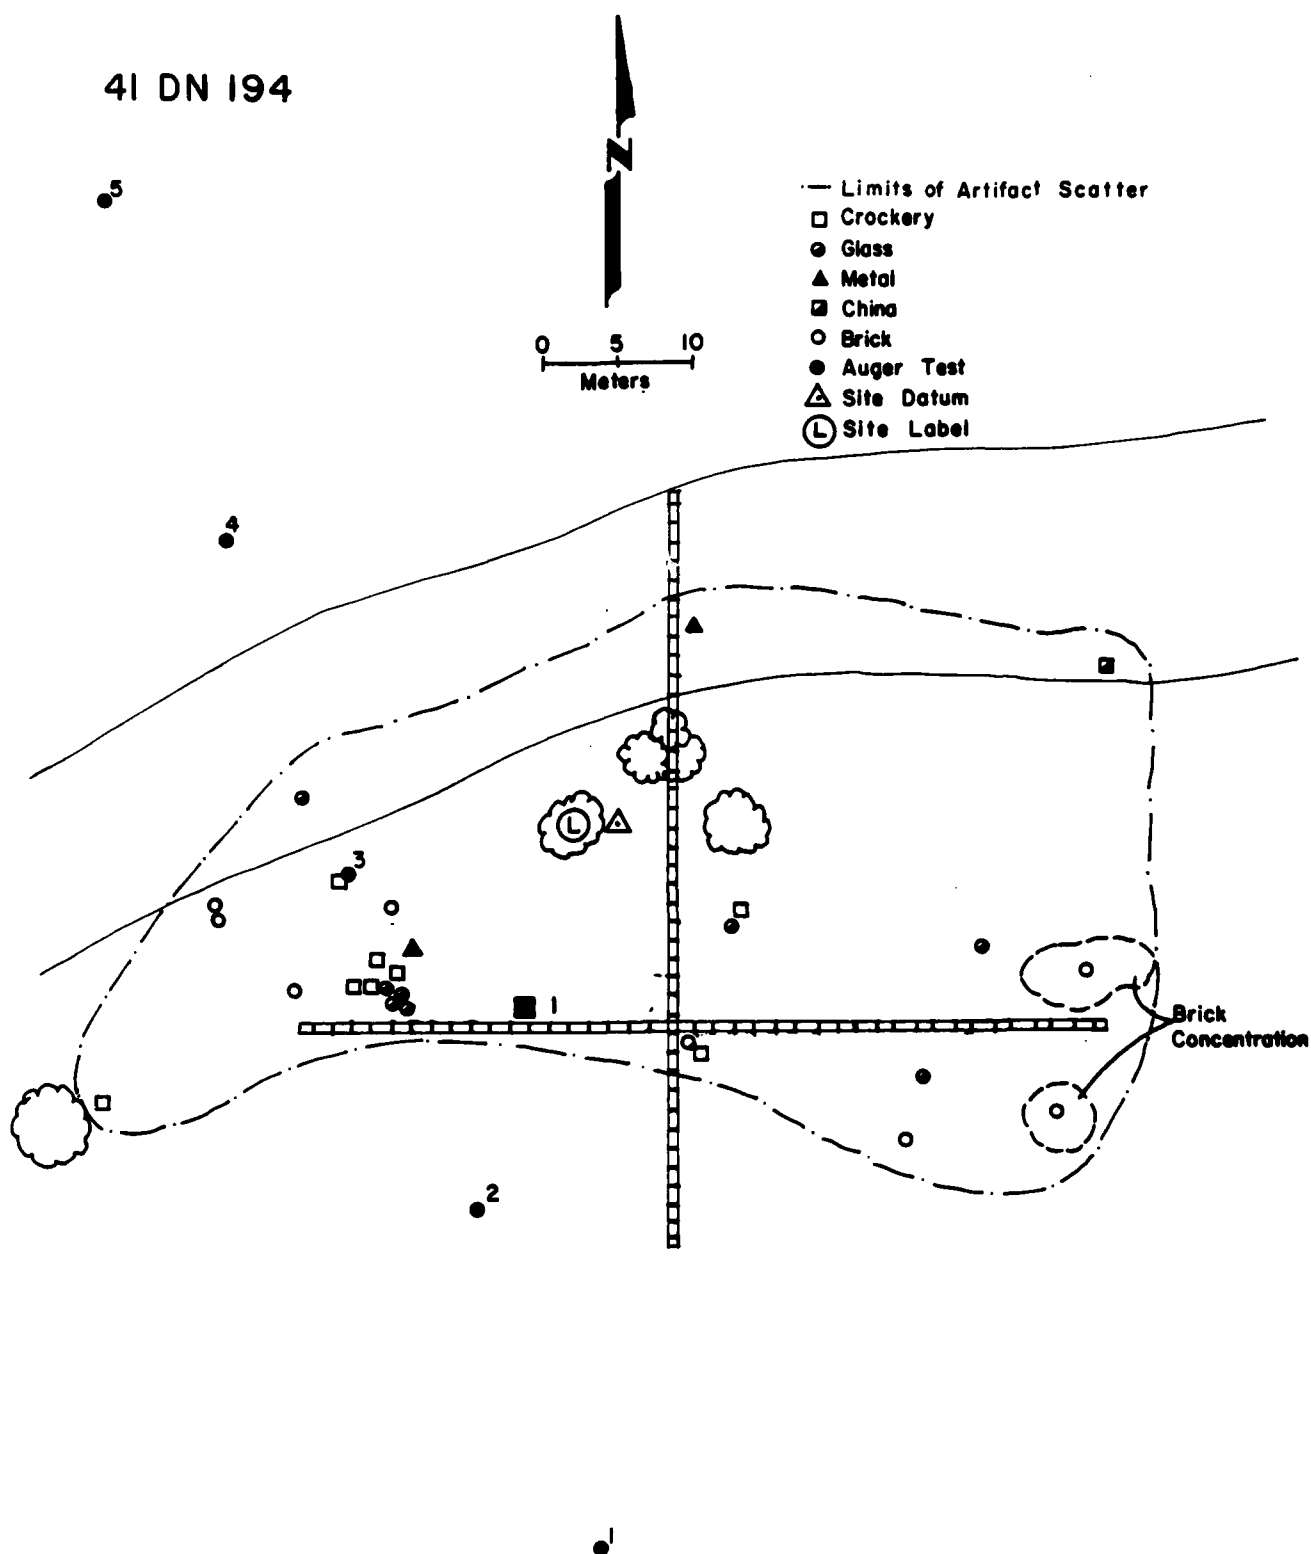 41 DN 194
N
5
Limits of Artifact Scatter
Crockery
Glass
Metal
China
Brick
Auger Test
Site Datum
L Site Label
0 5 10
Meters
4
L
3
1
Brick
Concentration
2
1